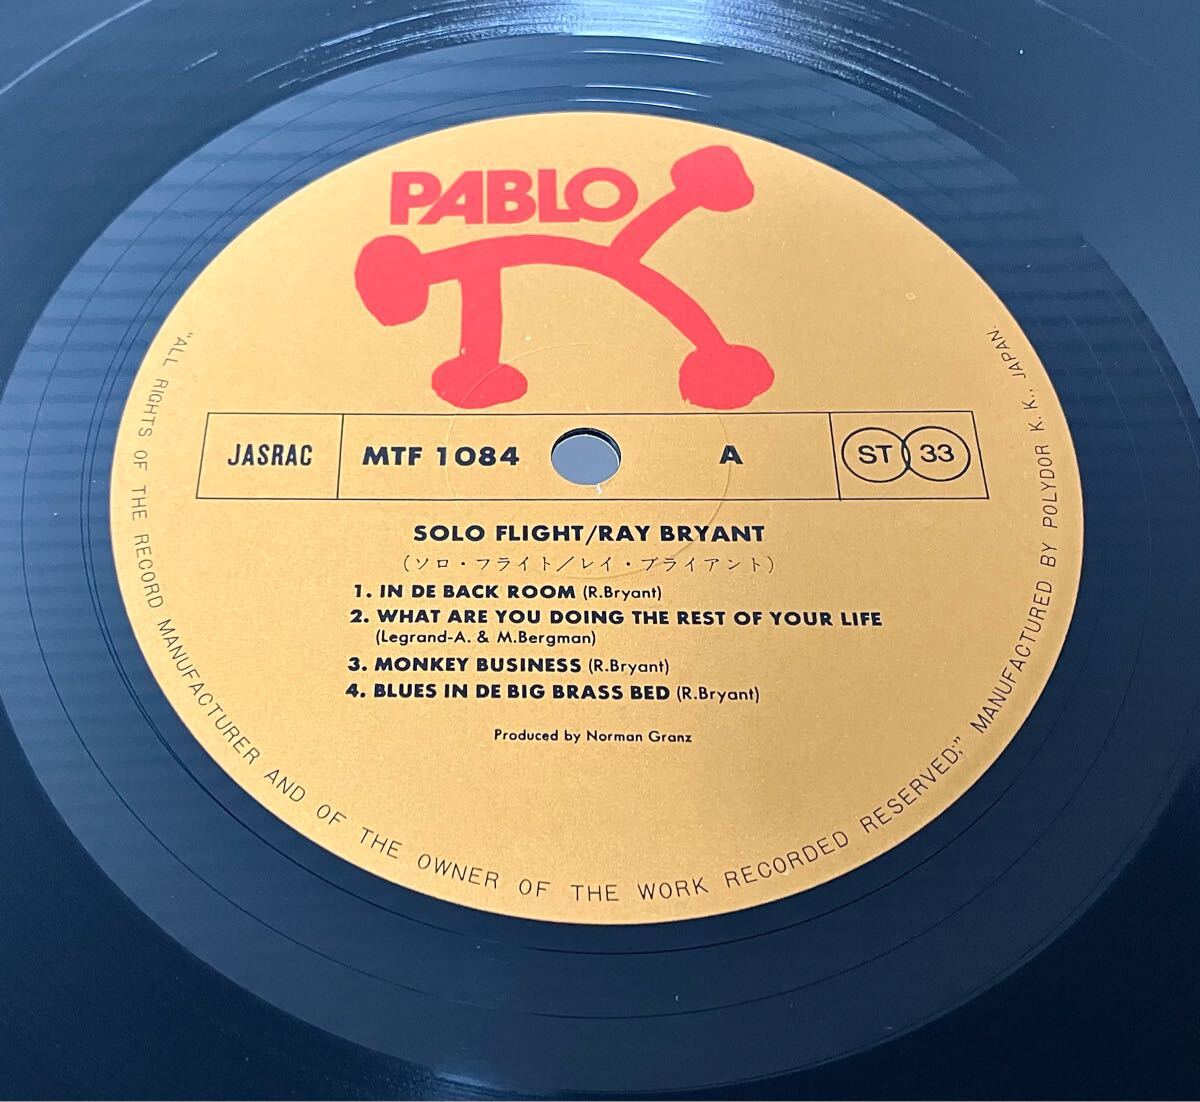 PABLO
JASRAC
MTF 1084
A
ST 33
SOLO FLIGHT/RAY BRYANT
(ソロ・フライト/レイ・ブライアント)
1. IN DE BACK ROOM (R.Bryant)
2. WHAT ARE YOU DOING THE REST OF YOUR LIFE
(Legrand-A. & M.Bergman)
3. MONKEY BUSINESS (R.Bryant)
4. BLUES IN DE BIG BRASS BED (R.Bryant)
Produced by Norman Granz
"ALL RIGHTS OF THE RECORD MANUFACTURER AND OF THE OWNER OF THE WORK RECORDED RESERVED;" MANUFACTURED BY POLYDOR K.K., JAPAN.